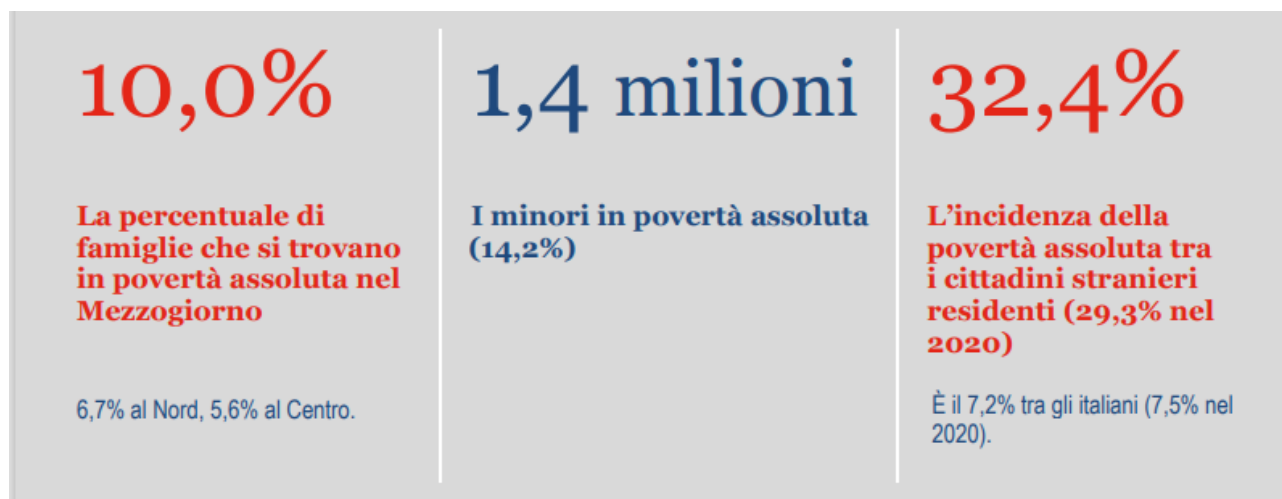 10,0%
La percentuale di
famiglie che si trovano
in povertà assoluta nel
Mezzogiorno
6,7% al Nord, 5,6% al Centro.
1,4 milioni
I minori in povertà assoluta
(14,2%)
32,4%
L’incidenza della
povertà assoluta tra
i cittadini stranieri
residenti (29,3% nel
2020)
È il 7,2% tra gli italiani (7,5% nel
2020).